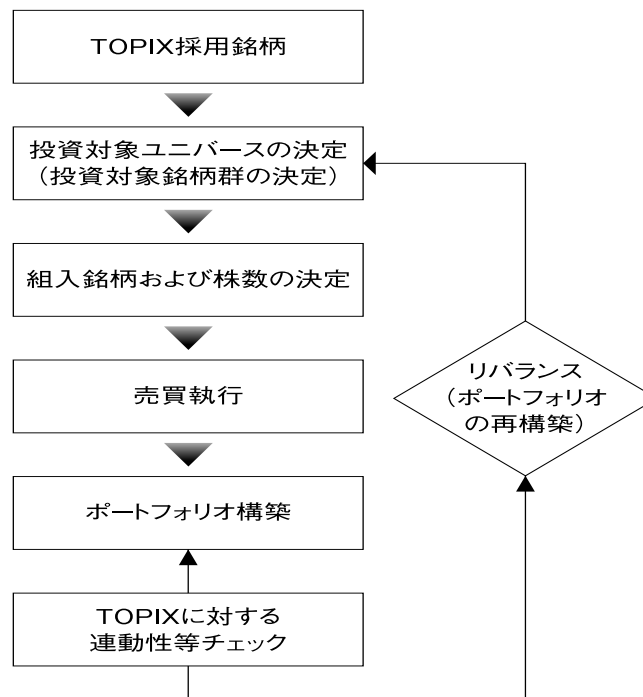 TOPIX採用銘柄
投資対象ユニバースの決定
（投資対象銘柄群の決定）
組入銘柄および株数の決定
売買執行
ポートフォリオ構築
TOPIXに対する
連動性等チェック
リバランス
（ポートフォリオ
の再構築）